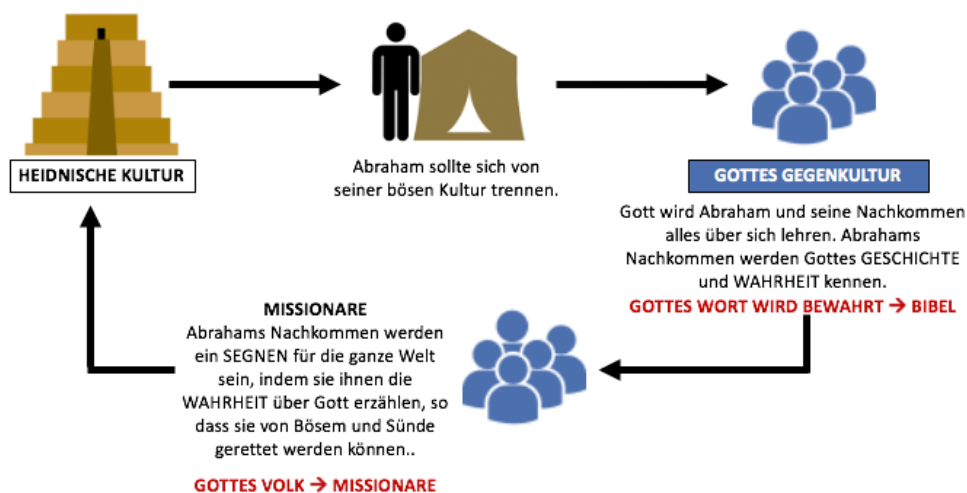 HEIDNISCHE KULTUR
Abraham sollte sich von
seiner bösen Kultur trennen.
GOTTES GEGENKULTUR
Gott wird Abraham und seine Nachkommen
alles über sich lehren. Abrahams
Nachkommen werden Gottes GESCHICHTE
und WAHRHEIT kennen.
GOTTES WORT WIRD BEWAHRT → BIBEL
MISSIONARE
Abrahams Nachkommen werden
ein SEGNEN für die ganze Welt
sein, indem sie ihnen die
WAHRHEIT über Gott erzählen, so
dass sie von Bösem und Sünde
gerettet werden können..
GOTTES VOLK → MISSIONARE